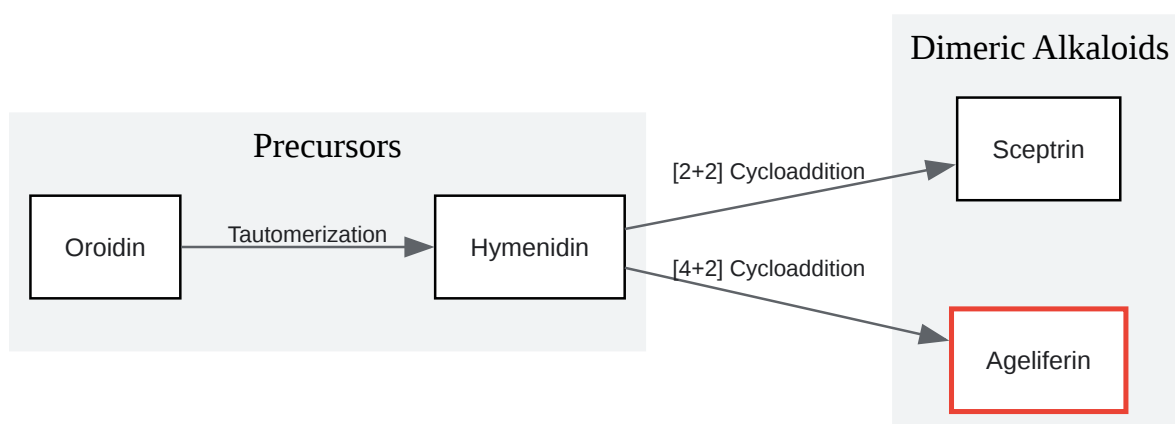 Dimeric Alkaloids
Precursors
Sceptrin
[2+2] Cycloaddition
Oroidin
Tautomerization
Hymenidin
[4+2] Cycloaddition
Ageliferin